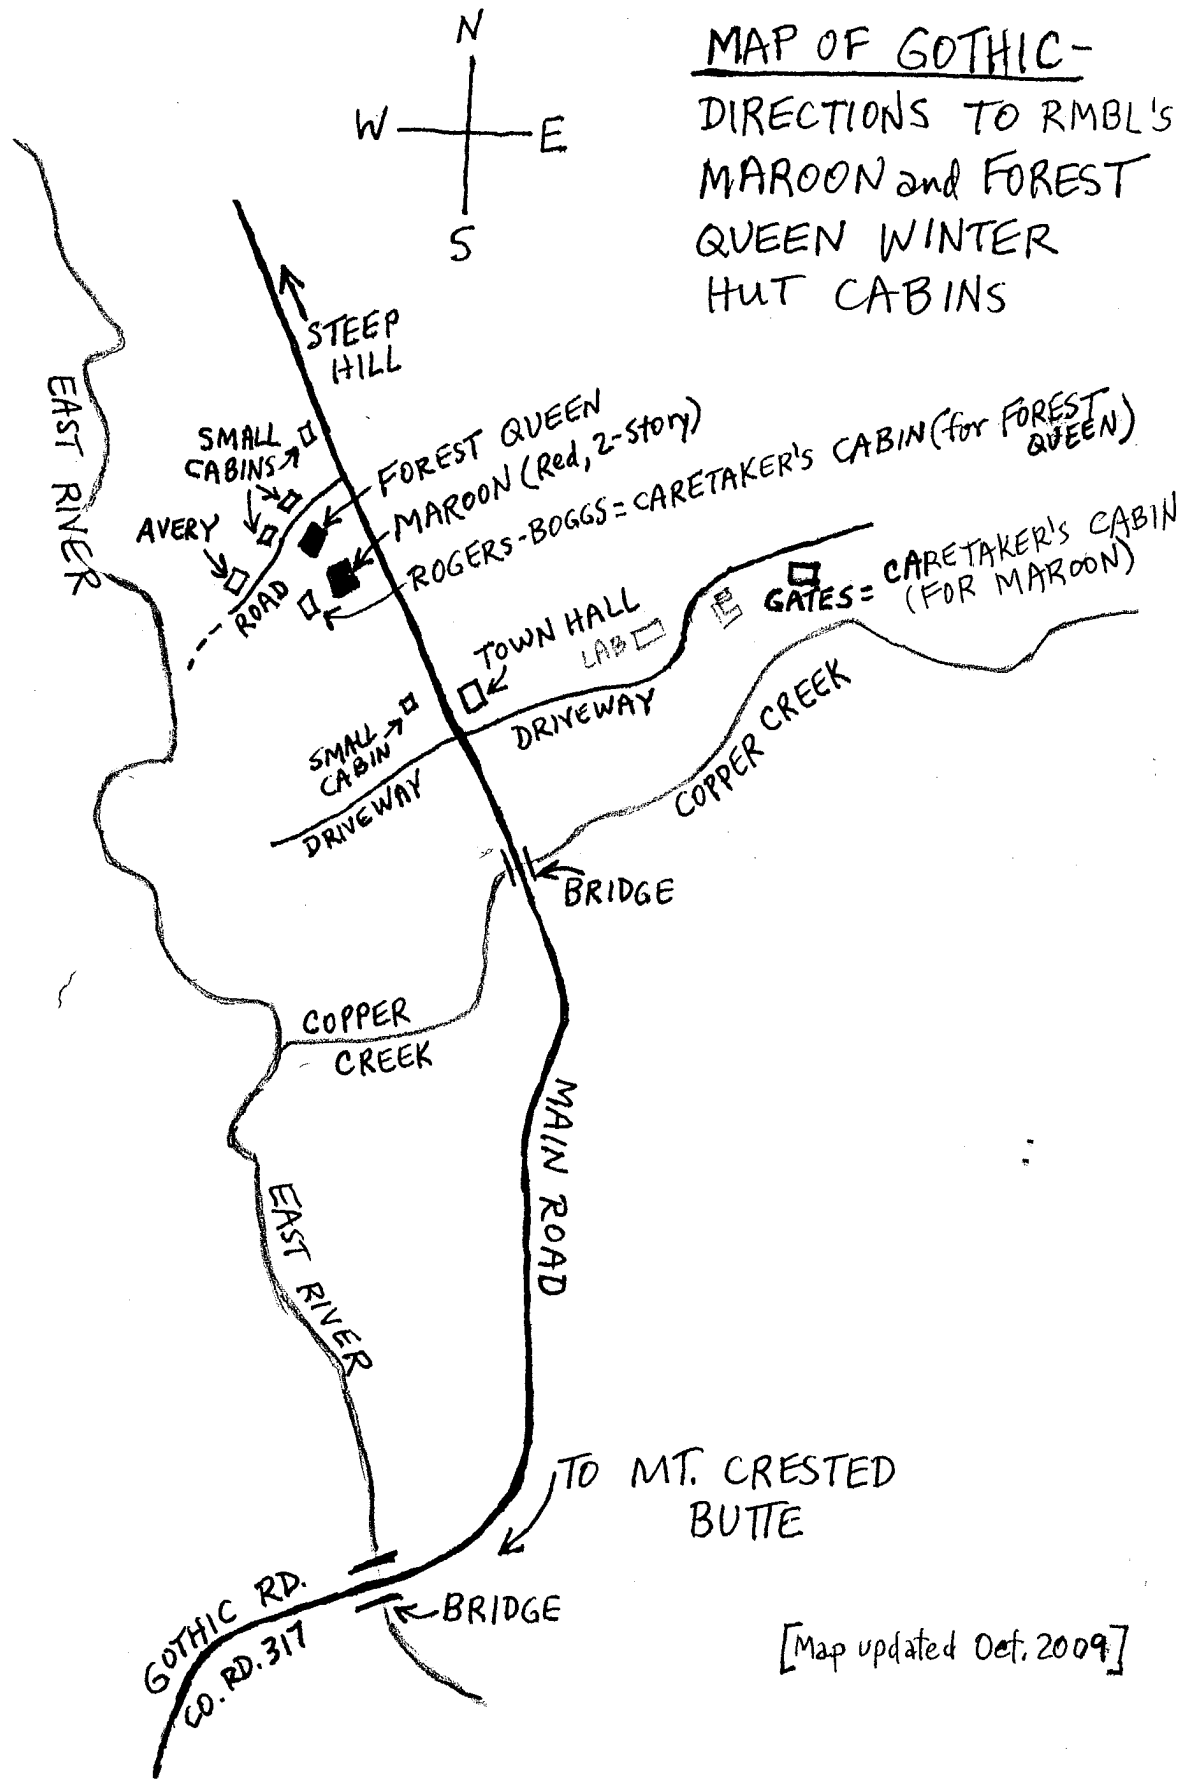 N
W E
S
MAP OF GOTHIC-
DIRECTIONS TO RMBL'S
MAROON and FOREST
QUEEN WINTER
HUT CABINS
STEEP
HILL
EAST RIVER
SMALL
CABINS
AVERY
FOREST QUEEN
MAROON (Red, 2-Story)
ROGERS-BOGGS = CARETAKER'S CABIN (for FOREST
QUEEN)
ROAD
TOWN HALL
LAB
GATES = CARETAKER'S CABIN
(FOR MAROON)
SMALL
CABIN
DRIVEWAY
DRIVEWAY
COPPER CREEK
BRIDGE
COPPER
CREEK
MAIN ROAD
EAST RIVER
TO MT. CRESTED
BUTTE
GOTHIC RD.
CO. RD. 317
BRIDGE
[Map updated Oct. 2009]